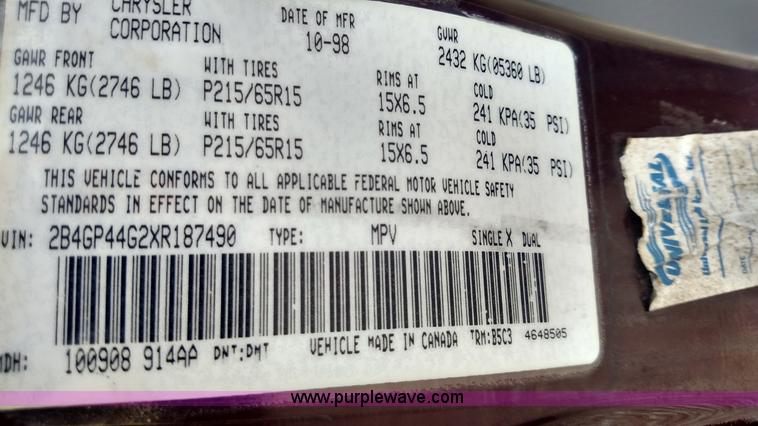 MFD BY CHRYSLER CORPORATION DATE OF MFR 10-98 GVWR 2432 KG(05360 LB)
GAWR FRONT WITH TIRES RIMS AT COLD
1246 KG(2746 LB) P215/65R15 15X6.5 241 KPA(35 PSI)
GAWR REAR WITH TIRES RIMS AT COLD
1246 KG(2746 LB) P215/65R15 15X6.5 241 KPA(35 PSI)
THIS VEHICLE CONFORMS TO ALL APPLICABLE FEDERAL MOTOR VEHICLE SAFETY
STANDARDS IN EFFECT ON THE DATE OF MANUFACTURE SHOWN ABOVE.
VIN: 2B4GP44G2XR187490 TYPE: MPV SINGLE X DUAL
MDH: 100908 914AA DNT:DMT VEHICLE MADE IN CANADA TRM:B5C3 4648505
UNIVERSAL
www.purplewave.com